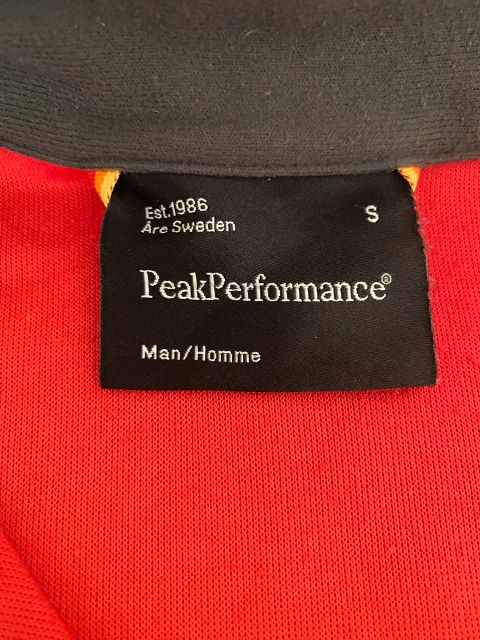 Est.1986
S
Åre Sweden
PeakPerformance®
Man/Homme